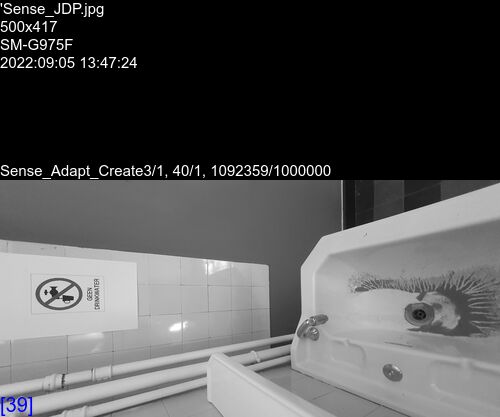 'Sense_JDP.jpg
500x417
SM-G975F
2022:09:05 13:47:24
Sense_Adapt_Create3/1, 40/1, 1092359/1000000
GEEN
DRINKWATER
[39]